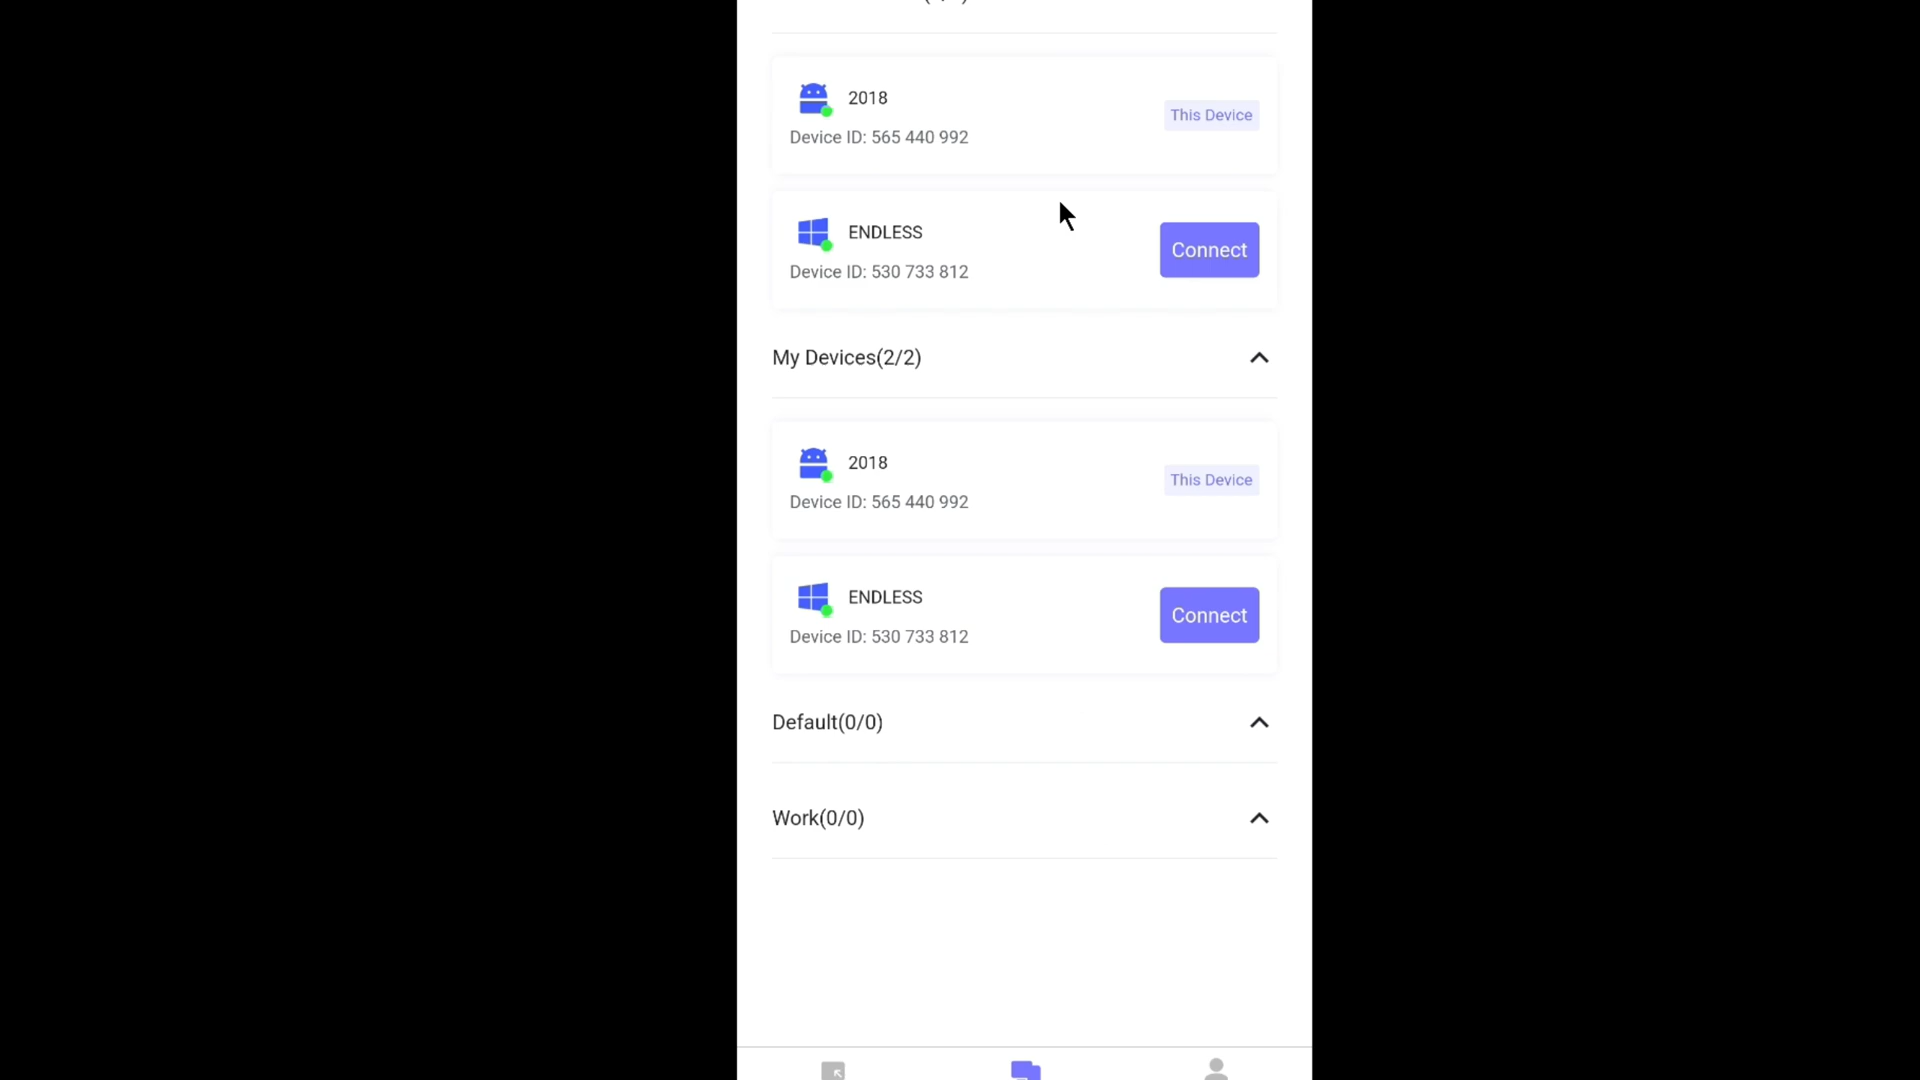 2018
This Device
Device ID: 565 440 992
ENDLESS
Connect
Device ID: 530 733 812
My Devices(2/2)
2018
This Device
Device ID: 565 440 992
ENDLESS
Connect
Device ID: 530 733 812
Default(0/0)
Work(0/0)